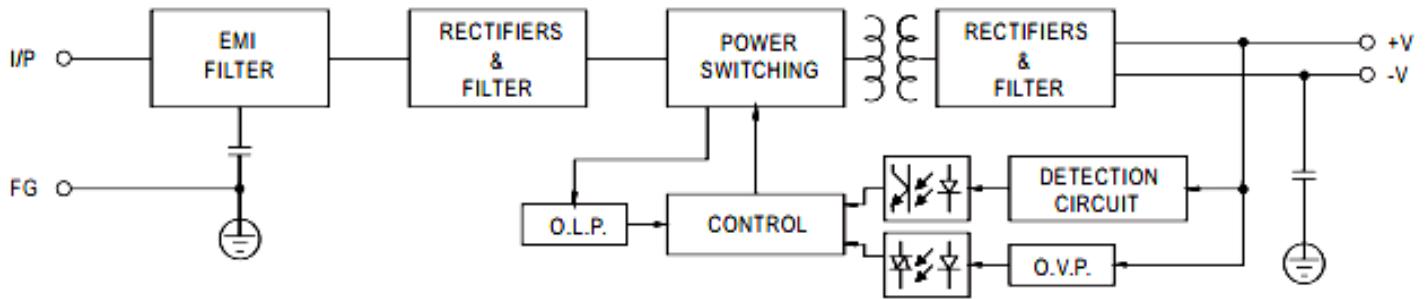 I/P
EMI
FILTER
RECTIFIERS
&
FILTER
POWER
SWITCHING
RECTIFIERS
&
FILTER
+V
-V
FG
O.L.P.
CONTROL
DETECTION
CIRCUIT
O.V.P.